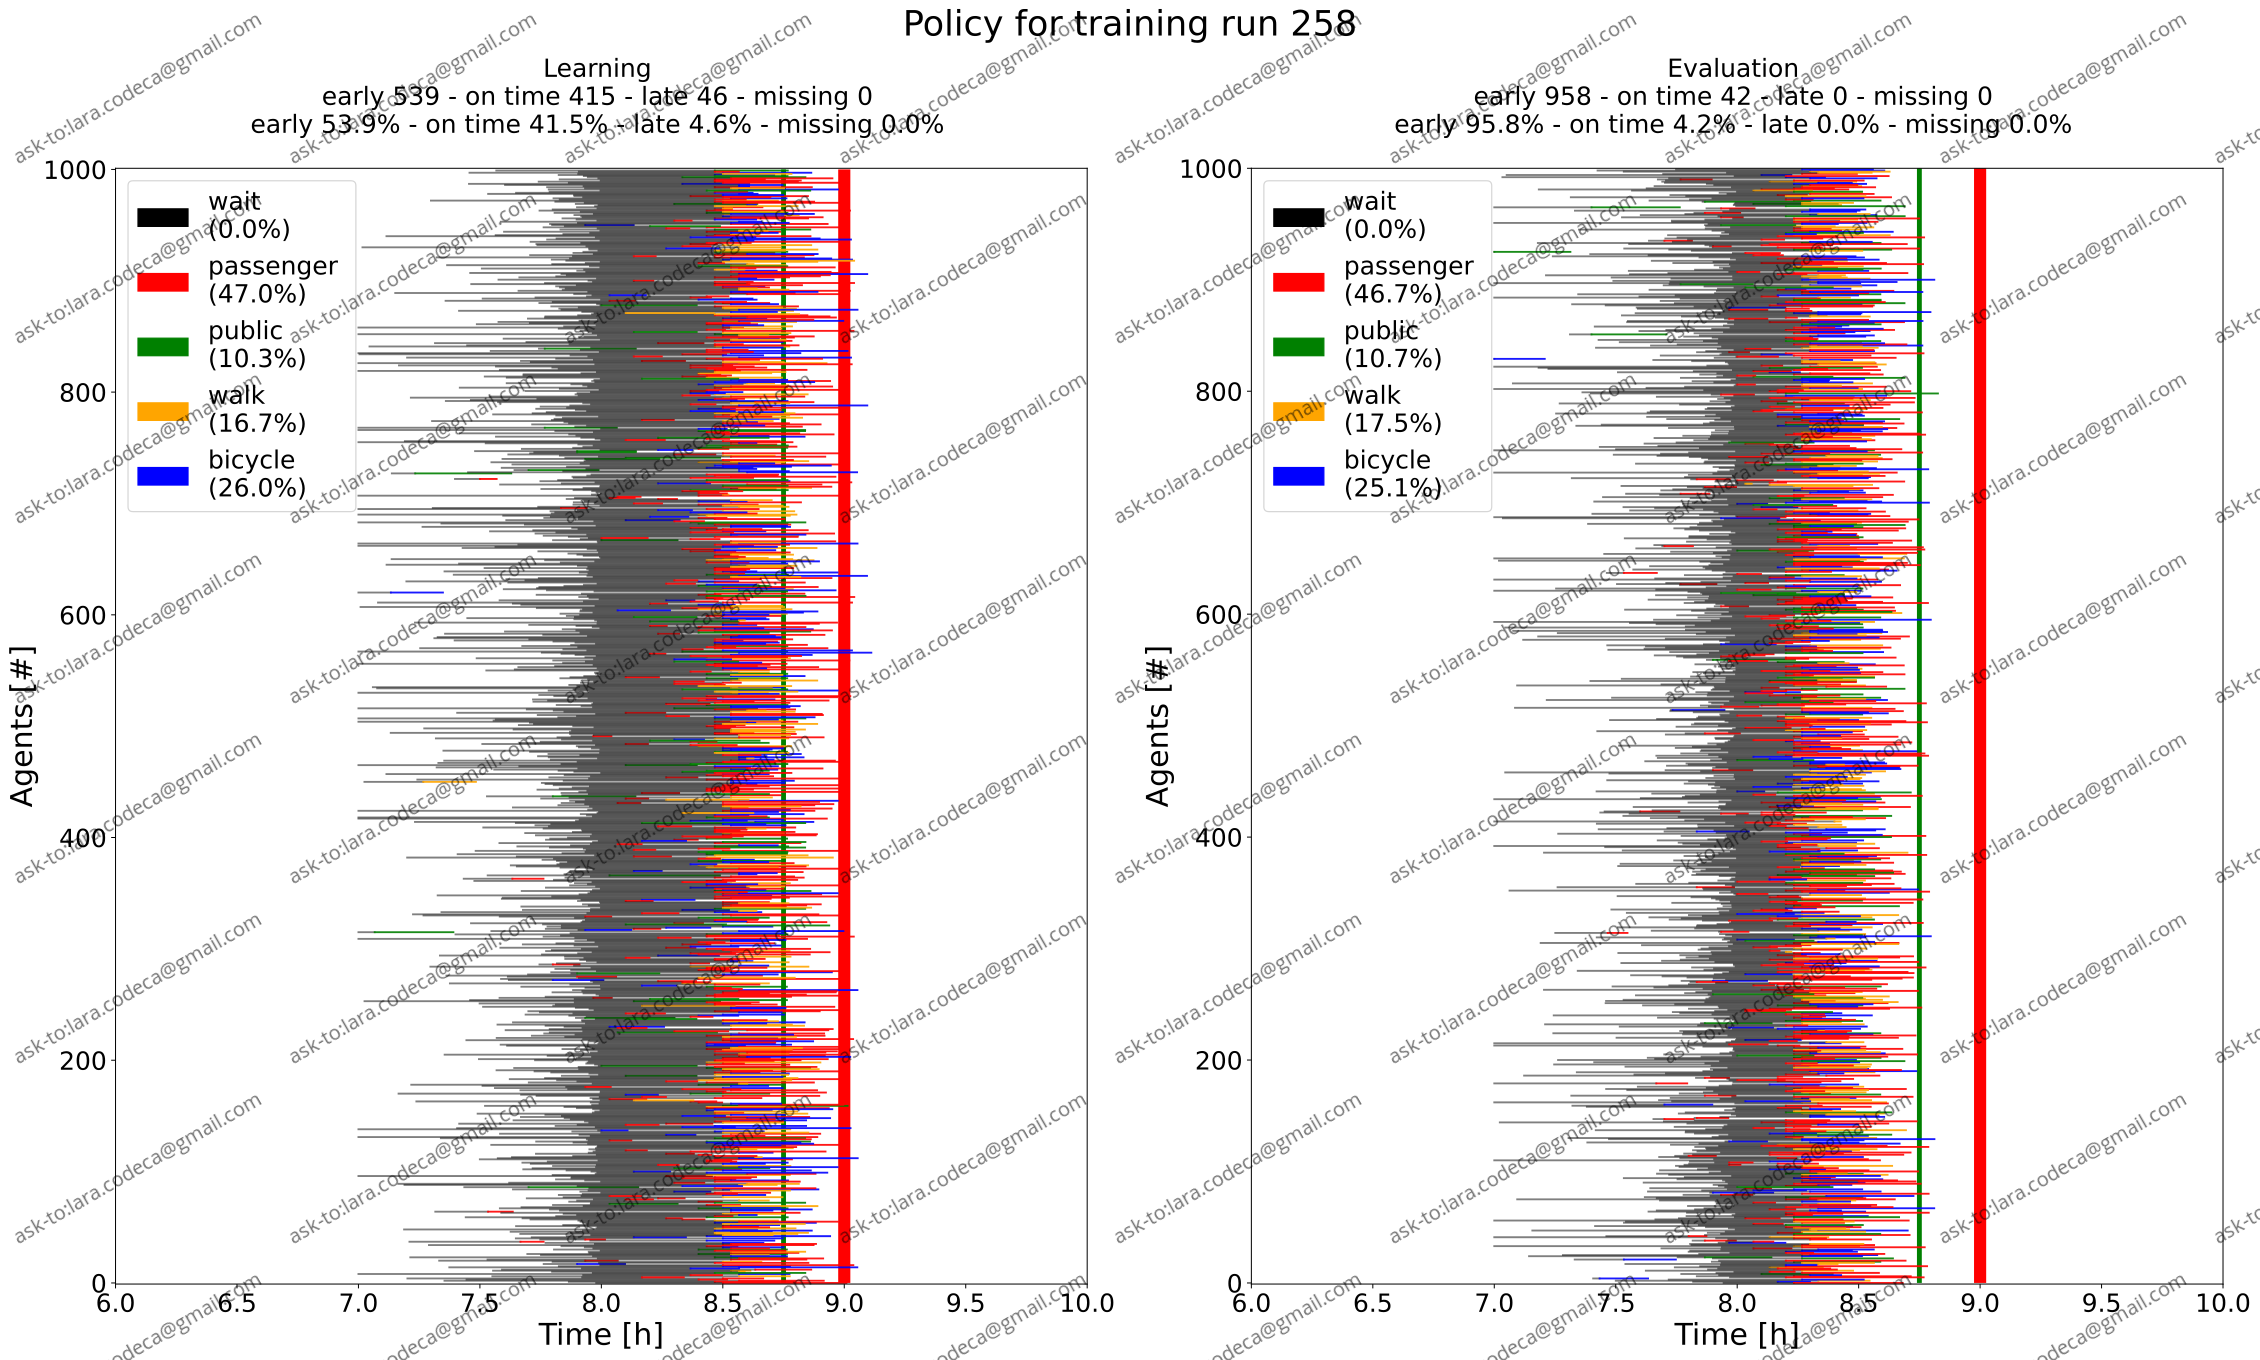 Policy for training run 258
Learning
early 539 - on time 415 - late 46 - missing 0
early 53.9% - on time 41.5% - late 4.6% - missing 0.0%
Agents [#]
1000
800
600
400
200
0
wait
(0.0%)
passenger
(47.0%)
public
(10.3%)
walk
(16.7%)
bicycle
(26.0%)
6.0 6.5 7.0 7.5 8.0 8.5 9.0 9.5 10.0
Time [h]
Evaluation
early 958 - on time 42 - late 0 - missing 0
early 95.8% - on time 4.2% - late 0.0% - missing 0.0%
Agents [#]
1000
800
600
400
200
0
wait
(0.0%)
passenger
(46.7%)
public
(10.7%)
walk
(17.5%)
bicycle
(25.1%)
6.0 6.5 7.0 7.5 8.0 8.5 9.0 9.5 10.0
Time [h]
ask-to:lara.codeca@gmail.com